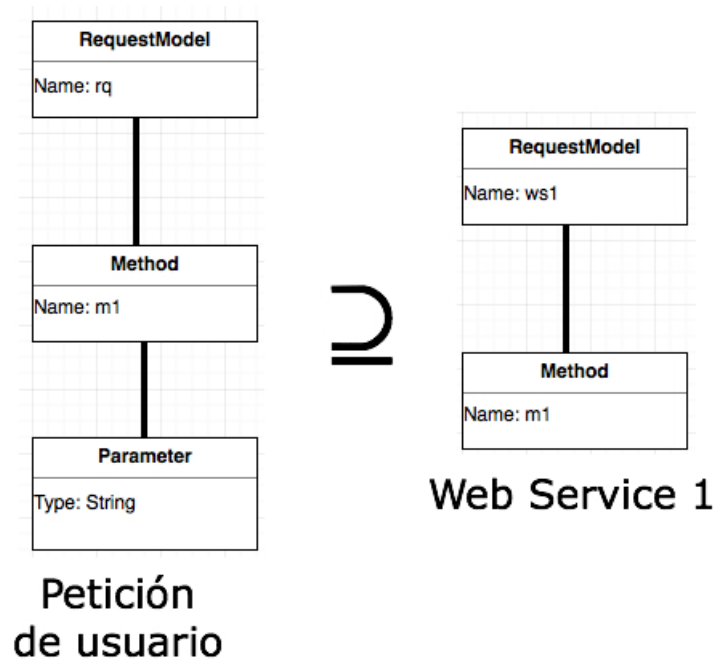 RequestModel
Name: rq
Method
Name: m1
Parameter
Type: String
Petición
de usuario
⊇
RequestModel
Name: ws1
Method
Name: m1
Web Service 1